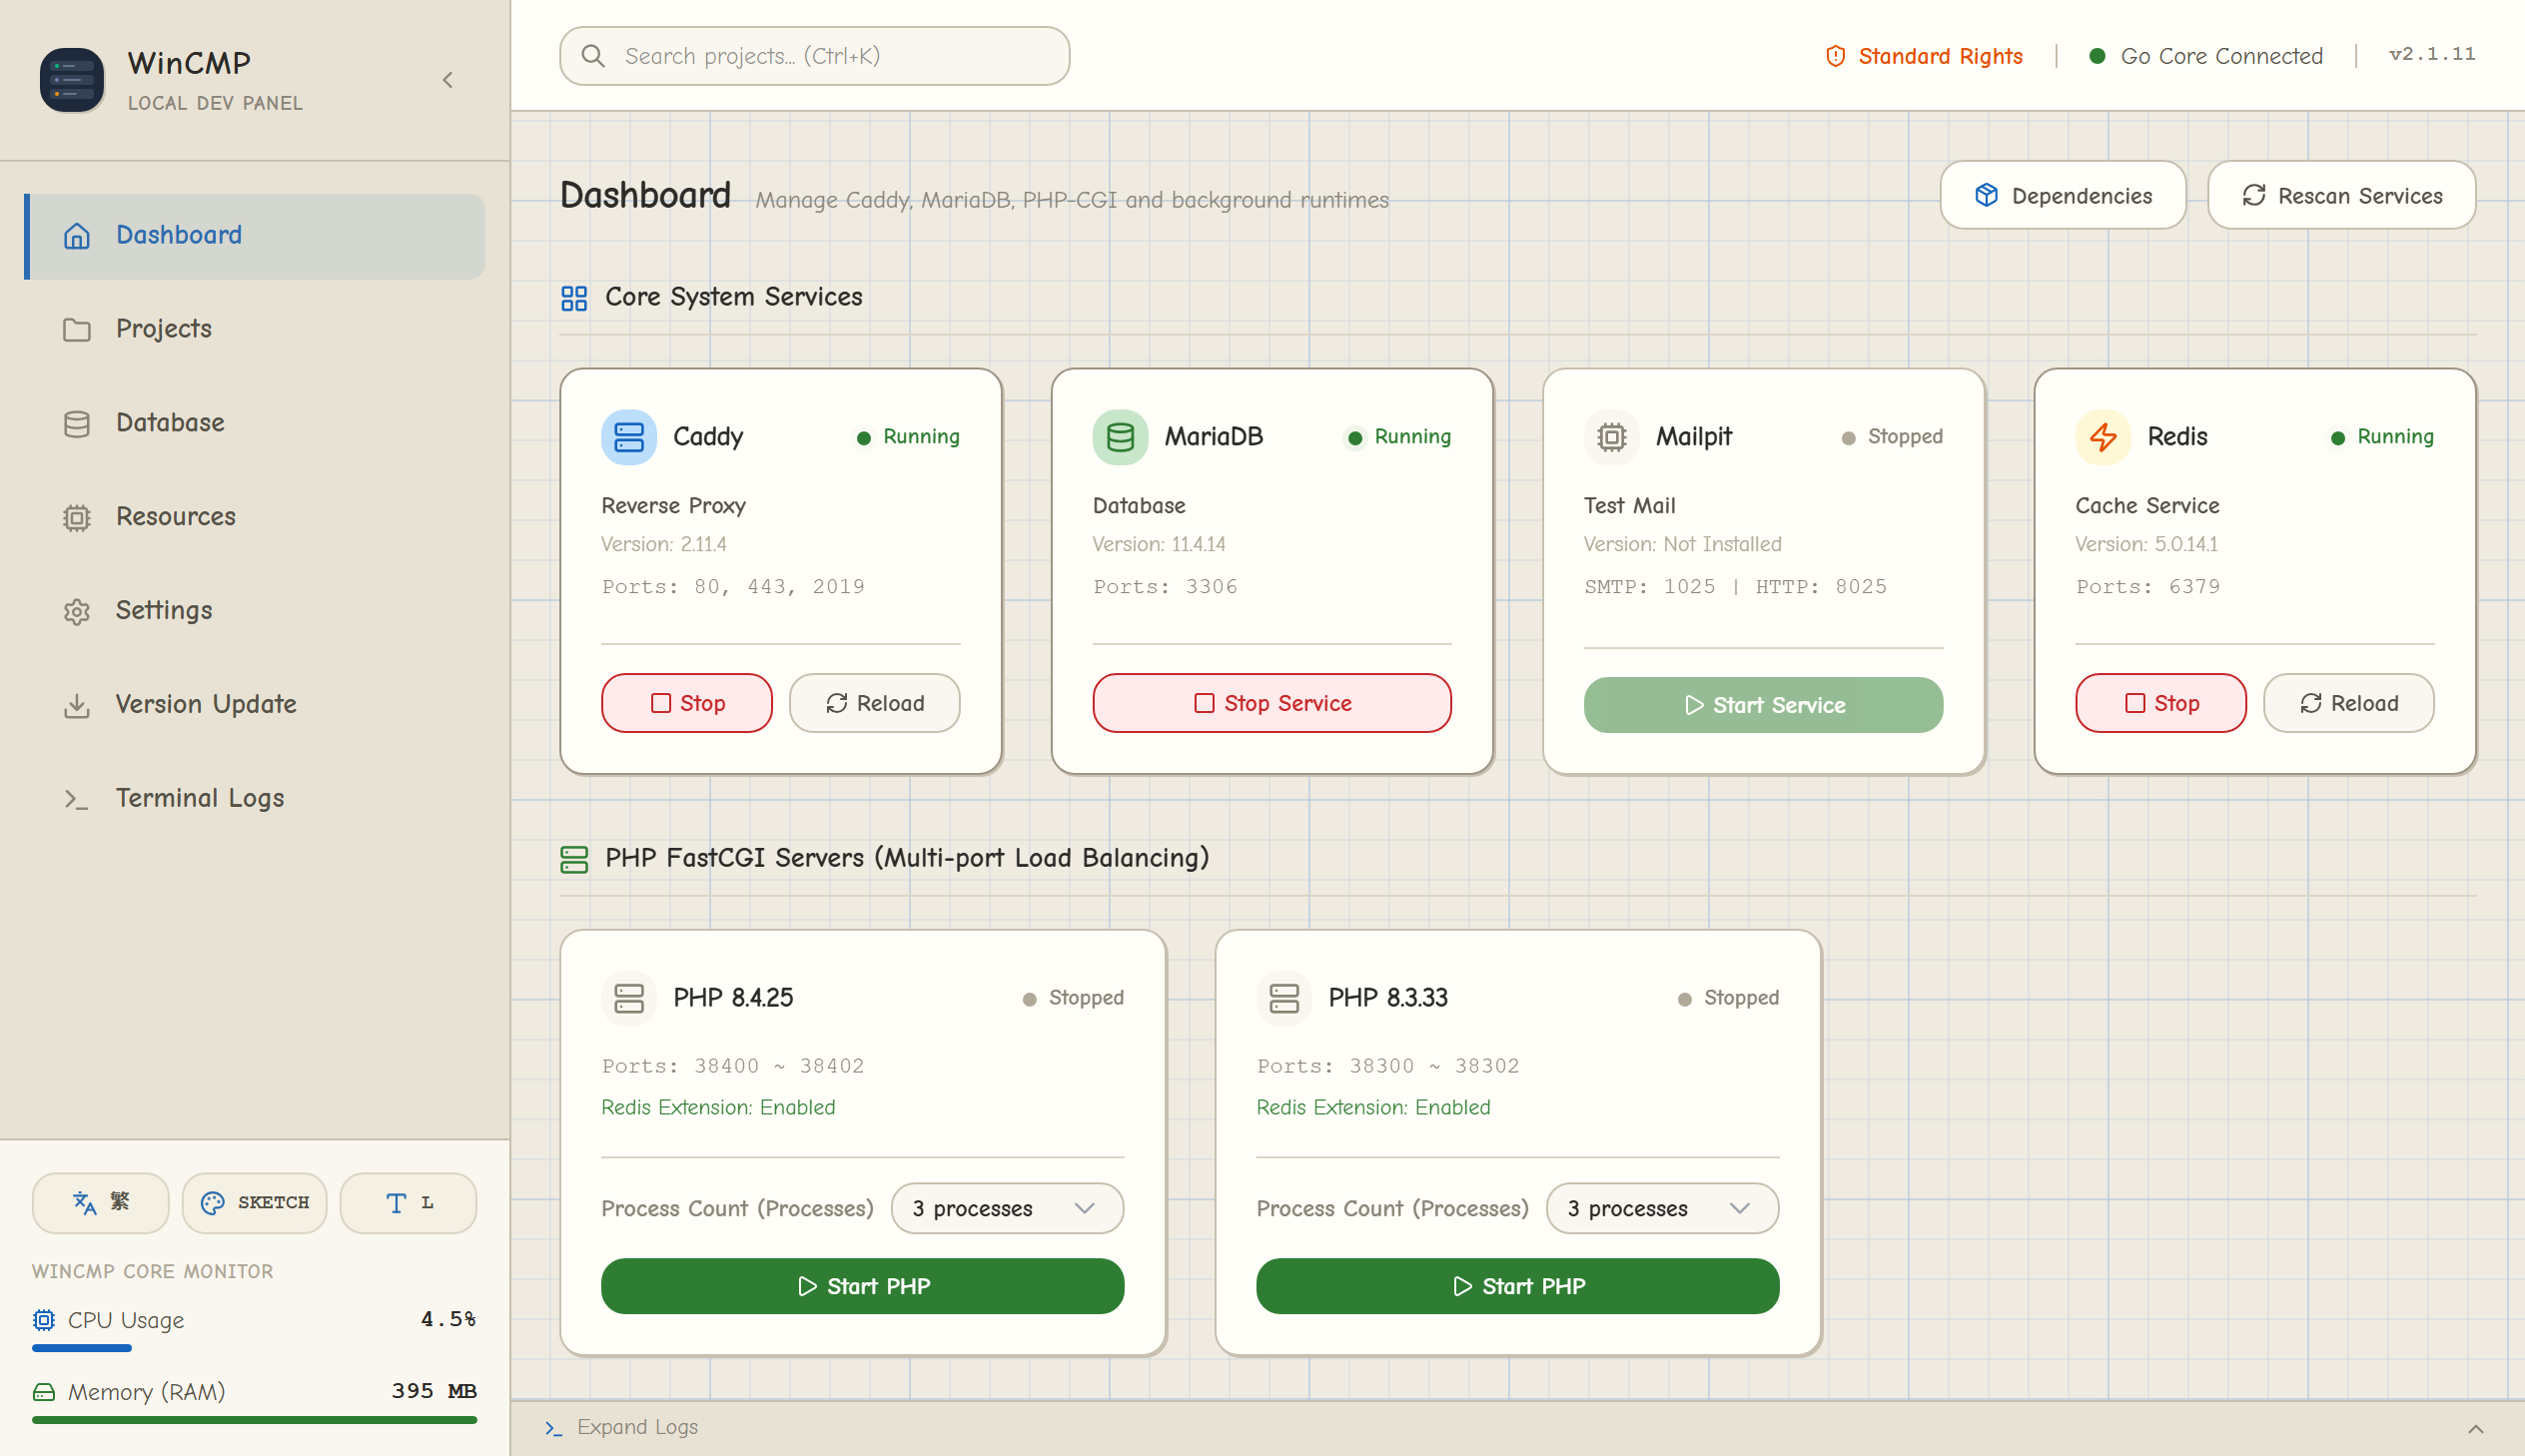 WinCMP
LOCAL DEV PANEL
Dashboard
Projects
Database
Resources
Settings
Version Update
Terminal Logs
繁
SKETCH
L
WINCMP CORE MONITOR
CPU Usage 4.5%
Memory (RAM) 395 MB
Search projects... (Ctrl+K)
Standard Rights
Go Core Connected
v2.1.11
Dashboard Manage Caddy, MariaDB, PHP-CGI and background runtimes
Dependencies
Rescan Services
Core System Services
Caddy Running
Reverse Proxy
Version: 2.11.4
Ports: 80, 443, 2019
Stop Reload
MariaDB Running
Database
Version: 11.4.14
Ports: 3306
Stop Service
Mailpit Stopped
Test Mail
Version: Not Installed
SMTP: 1025 | HTTP: 8025
Start Service
Redis Running
Cache Service
Version: 5.0.14.1
Ports: 6379
Stop Reload
PHP FastCGI Servers (Multi-port Load Balancing)
PHP 8.4.25 Stopped
Ports: 38400 ~ 38402
Redis Extension: Enabled
Process Count (Processes) 3 processes
Start PHP
PHP 8.3.33 Stopped
Ports: 38300 ~ 38302
Redis Extension: Enabled
Process Count (Processes) 3 processes
Start PHP
Expand Logs